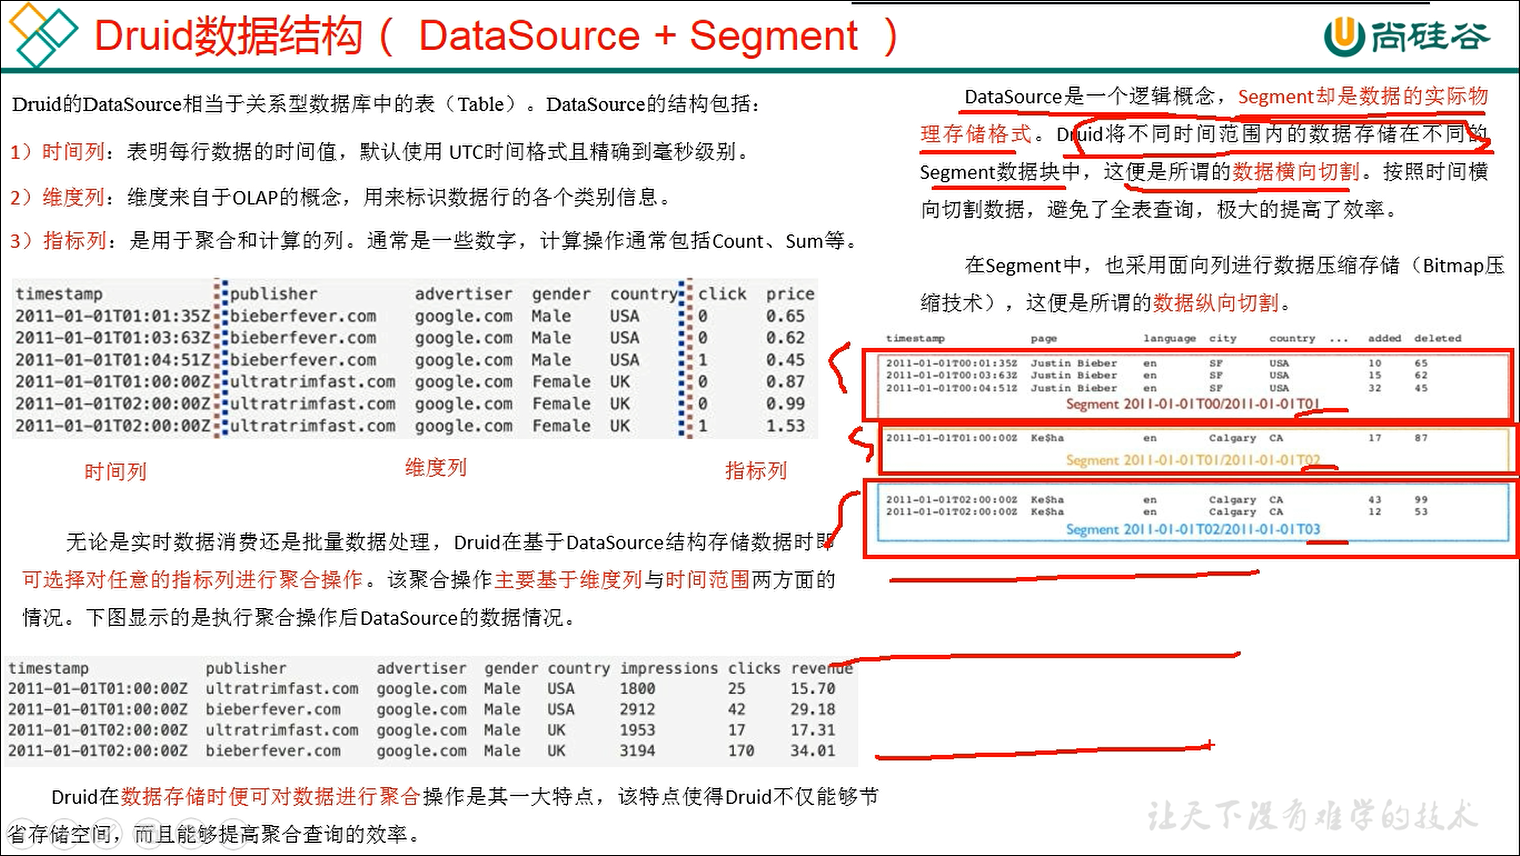 Druid数据结构（ DataSource + Segment ）
尚硅谷
Druid的DataSource相当于关系型数据库中的表（Table）。DataSource的结构包括：
1）时间列：表明每行数据的时间值，默认使用 UTC时间格式且精确到毫秒级别。
2）维度列：维度来自于OLAP的概念，用来标识数据行的各个类别信息。
3）指标列：是用于聚合和计算的列。通常是一些数字，计算操作通常包括Count、Sum等。
timestamp publisher advertiser gender country click price
2011-01-01T01:01:35Z bieberfever.com google.com Male USA 0 0.65
2011-01-01T01:03:63Z bieberfever.com google.com Male USA 0 0.62
2011-01-01T01:04:51Z bieberfever.com google.com Male USA 1 0.45
2011-01-01T01:00:00Z ultratrimfast.com google.com Female UK 0 0.87
2011-01-01T02:00:00Z ultratrimfast.com google.com Female UK 0 0.99
2011-01-01T02:00:00Z ultratrimfast.com google.com Female UK 1 1.53
时间列 维度列 指标列
无论是实时数据消费还是批量数据处理，Druid在基于DataSource结构存储数据时即
可选择对任意的指标列进行聚合操作。该聚合操作主要基于维度列与时间范围两方面的
情况。下图显示的是执行聚合操作后DataSource的数据情况。
timestamp publisher advertiser gender country impressions clicks revenue
2011-01-01T01:00:00Z ultratrimfast.com google.com Male USA 1800 25 15.70
2011-01-01T01:00:00Z bieberfever.com google.com Male USA 2912 42 29.18
2011-01-01T02:00:00Z ultratrimfast.com google.com Male UK 1953 17 17.31
2011-01-01T02:00:00Z bieberfever.com google.com Male UK 3194 170 34.01
Druid在数据存储时便可对数据进行聚合操作是其一大特点，该特点使得Druid不仅能够节
省存储空间，而且能够提高聚合查询的效率。
DataSource是一个逻辑概念，Segment却是数据的实际物
理存储格式。Druid将不同时间范围内的数据存储在不同的
Segment数据块中，这便是所谓的数据横向切割。按照时间横
向切割数据，避免了全表查询，极大的提高了效率。
在Segment中，也采用面向列进行数据压缩存储（Bitmap压
缩技术），这便是所谓的数据纵向切割。
timestamp page language city country ... added deleted
2011-01-01T00:01:35Z Justin Bieber en SF USA 10 65
2011-01-01T00:03:63Z Justin Bieber en SF USA 15 62
2011-01-01T00:04:51Z Justin Bieber en SF USA 32 45
Segment 2011-01-01T00/2011-01-01T01
2011-01-01T01:00:00Z Ke$ha en Calgary CA 17 87
Segment 2011-01-01T01/2011-01-01T02
2011-01-01T02:00:00Z Ke$ha en Calgary CA 43 99
2011-01-01T02:00:00Z Ke$ha en Calgary CA 12 53
Segment 2011-01-01T02/2011-01-01T03
让天下没有难学的技术